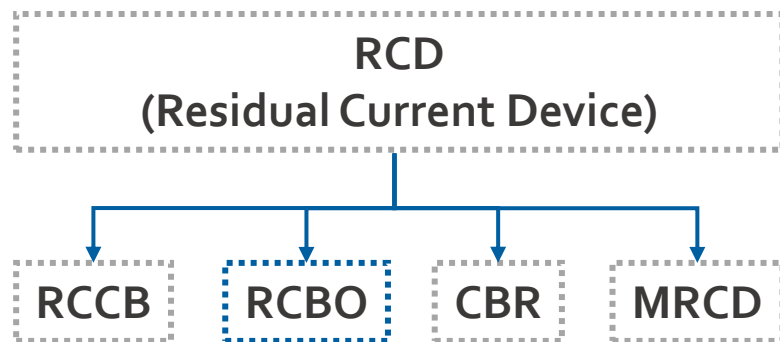 RCD
(Residual Current Device)
RCCB
RCBO
CBR
MRCD